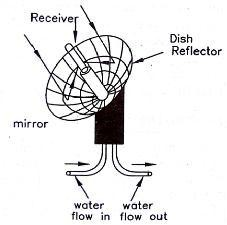 Receiver
Dish
Reflector
mirror
water
flow in
water
flow out